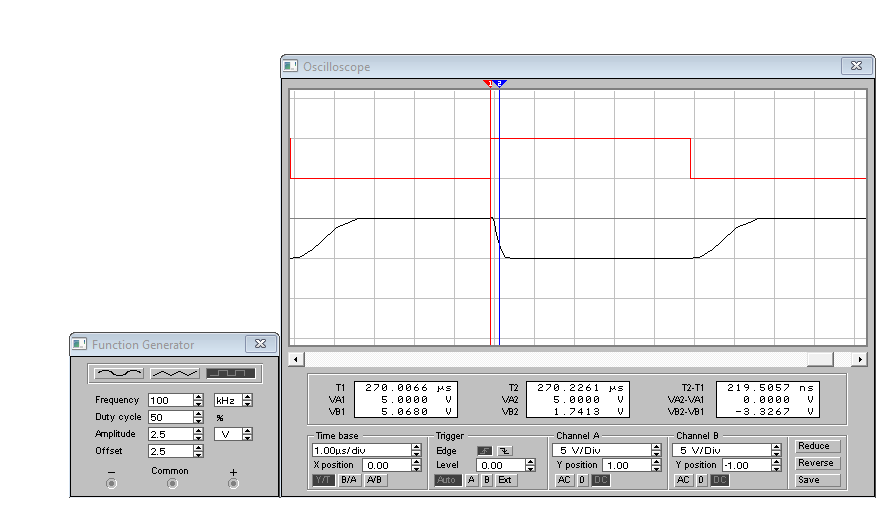 Oscilloscope
1 2
T1 270.0066 µs T2 270.2261 µs T2-T1 219.5057 ns
VA1 5.0000 V VA2 5.0000 V VA2-VA1 0.0000 V
VB1 5.0680 V VB2 1.7413 V VB2-VB1 -3.3267 V
Time base Trigger Channel A Channel B
1.00µs/div Edge 5 V/Div 5 V/Div Reduce
X position 0.00 Level 0.00 Y position 1.00 Y position -1.00 Reverse
Y/T B/A A/B Auto A B Ext AC 0 DC AC 0 DC Save
Function Generator
Frequency 100 kHz
Duty cycle 50 %
Amplitude 2.5 V
Offset 2.5
− Common +